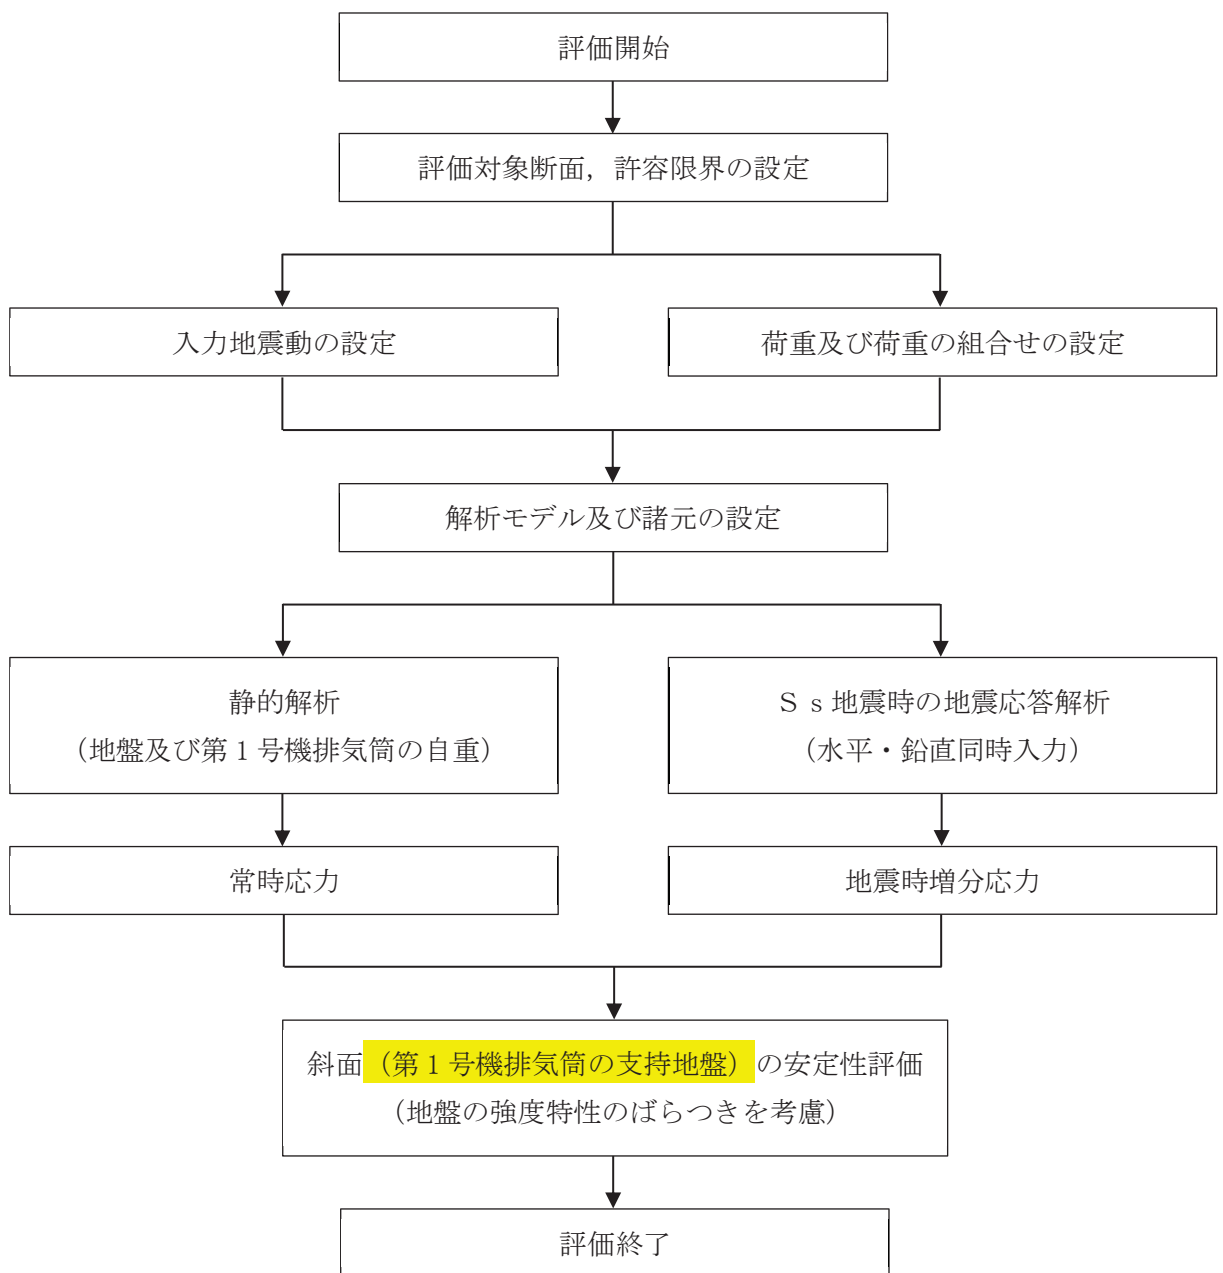 評価開始
評価対象断面，許容限界の設定
入力地震動の設定
荷重及び荷重の組合せの設定
解析モデル及び諸元の設定
静的解析
（地盤及び第１号機排気筒の自重）
Ｓｓ地震時の地震応答解析
（水平・鉛直同時入力）
常時応力
地震時増分応力
斜面（第１号機排気筒の支持地盤）の安定性評価
（地盤の強度特性のばらつきを考慮）
評価終了